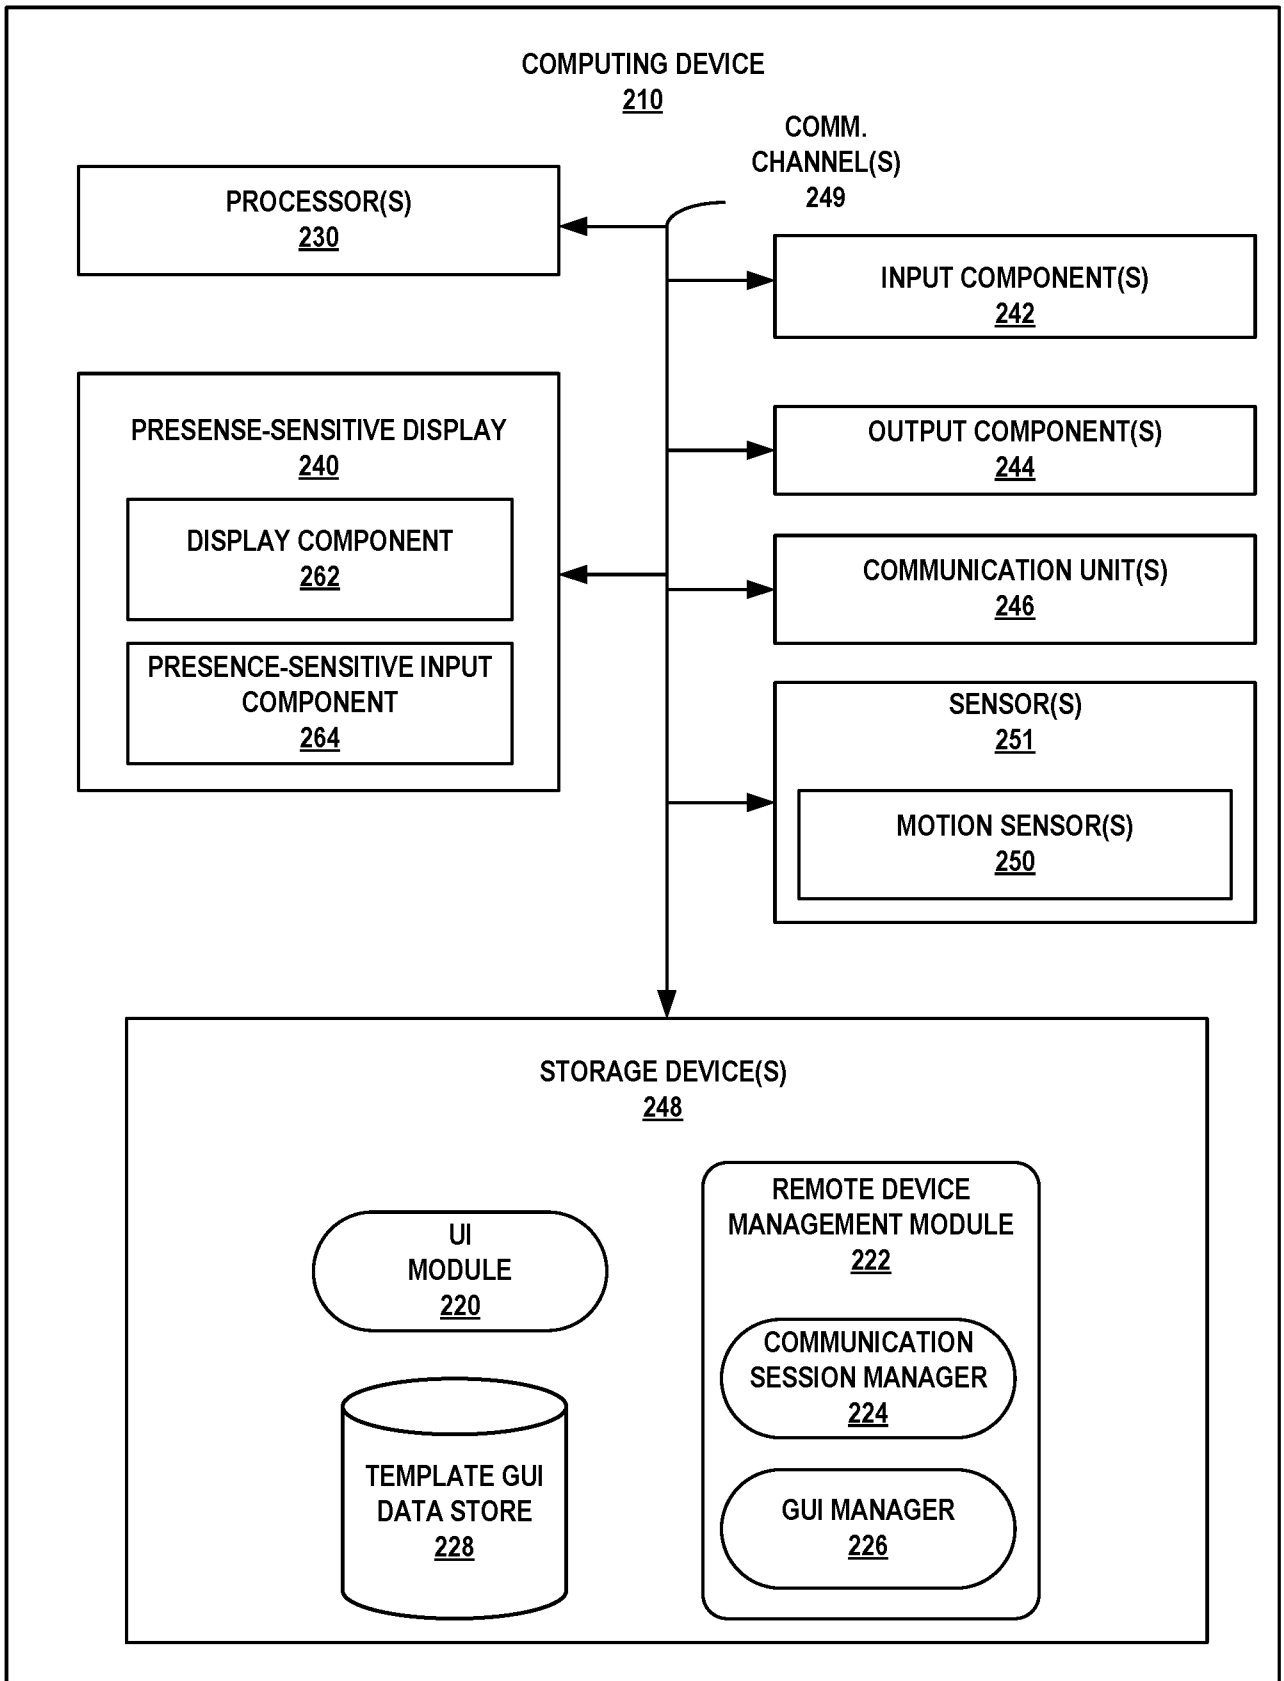 COMPUTING DEVICE
210
COMM.
CHANNEL(S)
249
PROCESSOR(S)
230
INPUT COMPONENT(S)
242
PRESENSE-SENSITIVE DISPLAY
240
DISPLAY COMPONENT
262
PRESENCE-SENSITIVE INPUT
COMPONENT
264
OUTPUT COMPONENT(S)
244
COMMUNICATION UNIT(S)
246
SENSOR(S)
251
MOTION SENSOR(S)
250
STORAGE DEVICE(S)
248
UI
MODULE
220
TEMPLATE GUI
DATA STORE
228
REMOTE DEVICE
MANAGEMENT MODULE
222
COMMUNICATION
SESSION MANAGER
224
GUI MANAGER
226